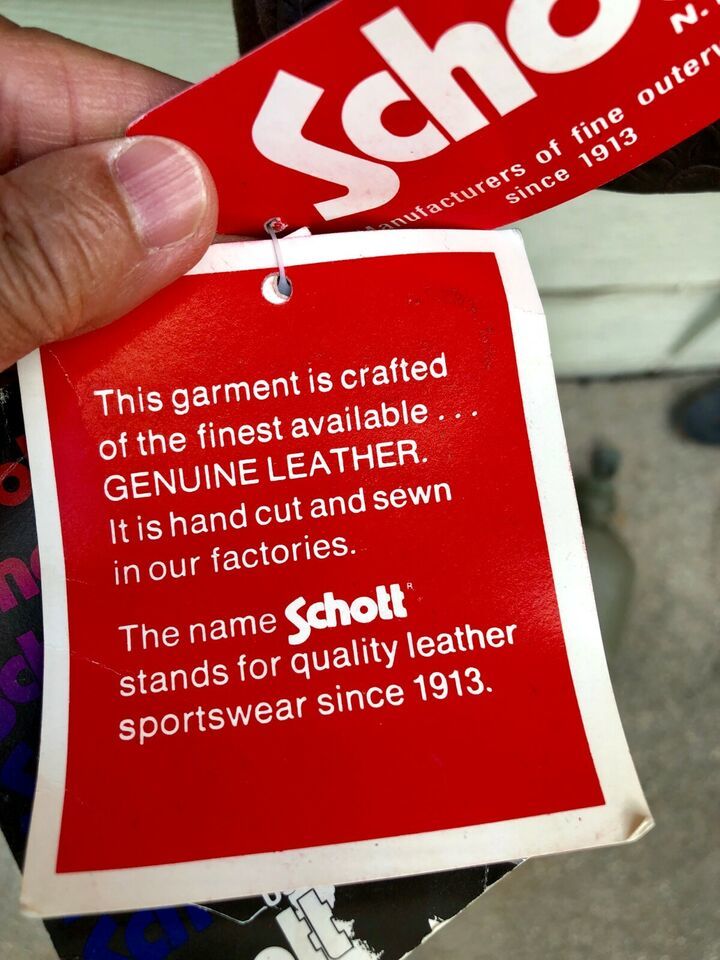 Scho
N.
Manufacturers of fine outer
since 1913
This garment is crafted
of the finest available . . .
GENUINE LEATHER.
It is hand cut and sewn
in our factories.
The name Schott®
stands for quality leather
sportswear since 1913.